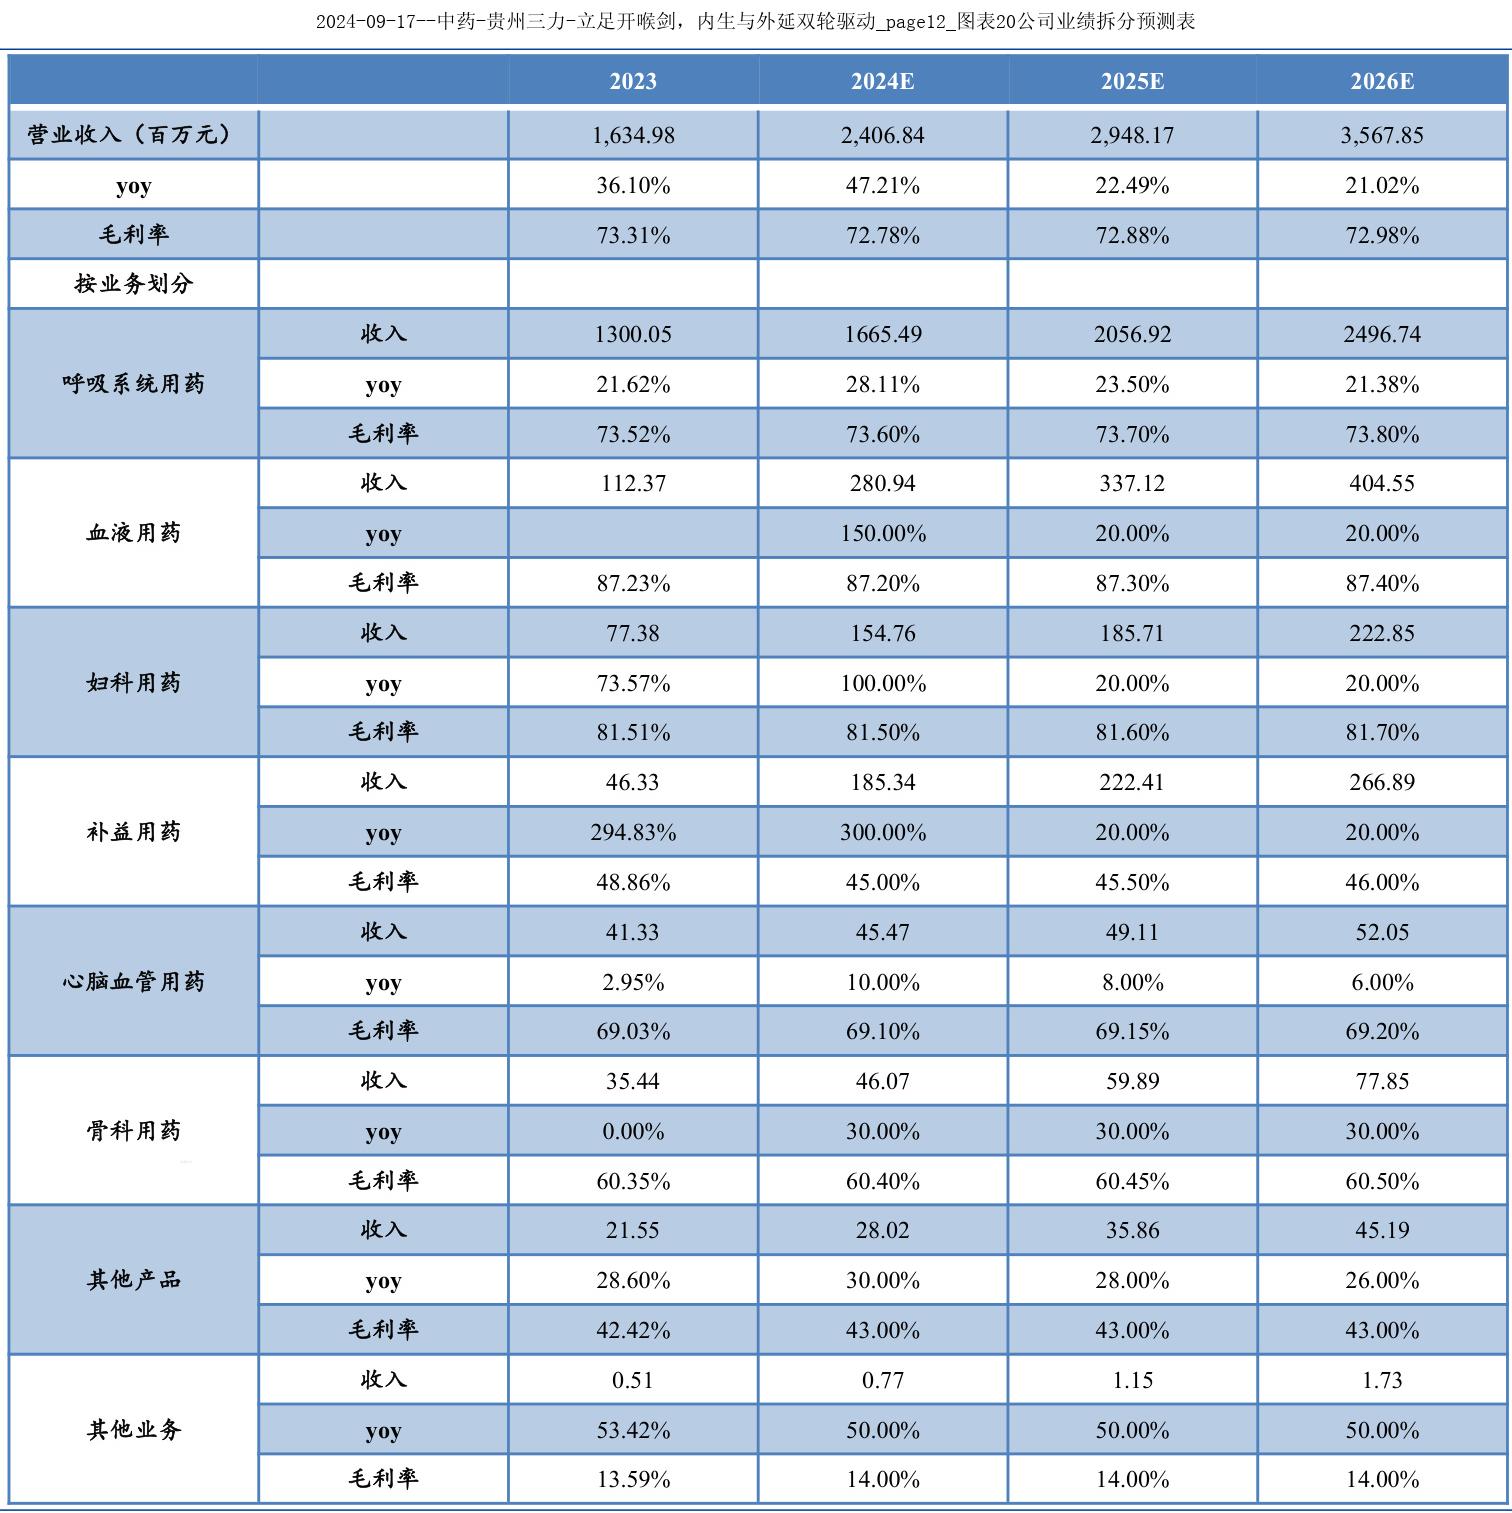 2024-09-17--中药-贵州三力-立足开喉剑，内生与外延双轮驱动_page12_图表20公司业绩拆分预测表
2023 2024E 2025E 2026E
营业收入（百万元） 1,634.98 2,406.84 2,948.17 3,567.85
yoy 36.10% 47.21% 22.49% 21.02%
毛利率 73.31% 72.78% 72.88% 72.98%
按业务划分
收入 1300.05 1665.49 2056.92 2496.74
呼吸系统用药 yoy 21.62% 28.11% 23.50% 21.38%
毛利率 73.52% 73.60% 73.70% 73.80%
收入 112.37 280.94 337.12 404.55
血液用药 yoy 150.00% 20.00% 20.00%
毛利率 87.23% 87.20% 87.30% 87.40%
收入 77.38 154.76 185.71 222.85
妇科用药 yoy 73.57% 100.00% 20.00% 20.00%
毛利率 81.51% 81.50% 81.60% 81.70%
收入 46.33 185.34 222.41 266.89
补益用药 yoy 294.83% 300.00% 20.00% 20.00%
毛利率 48.86% 45.00% 45.50% 46.00%
收入 41.33 45.47 49.11 52.05
心脑血管用药 yoy 2.95% 10.00% 8.00% 6.00%
毛利率 69.03% 69.10% 69.15% 69.20%
收入 35.44 46.07 59.89 77.85
骨科用药 yoy 0.00% 30.00% 30.00% 30.00%
毛利率 60.35% 60.40% 60.45% 60.50%
收入 21.55 28.02 35.86 45.19
其他产品 yoy 28.60% 30.00% 28.00% 26.00%
毛利率 42.42% 43.00% 43.00% 43.00%
收入 0.51 0.77 1.15 1.73
其他业务 yoy 53.42% 50.00% 50.00% 50.00%
毛利率 13.59% 14.00% 14.00% 14.00%